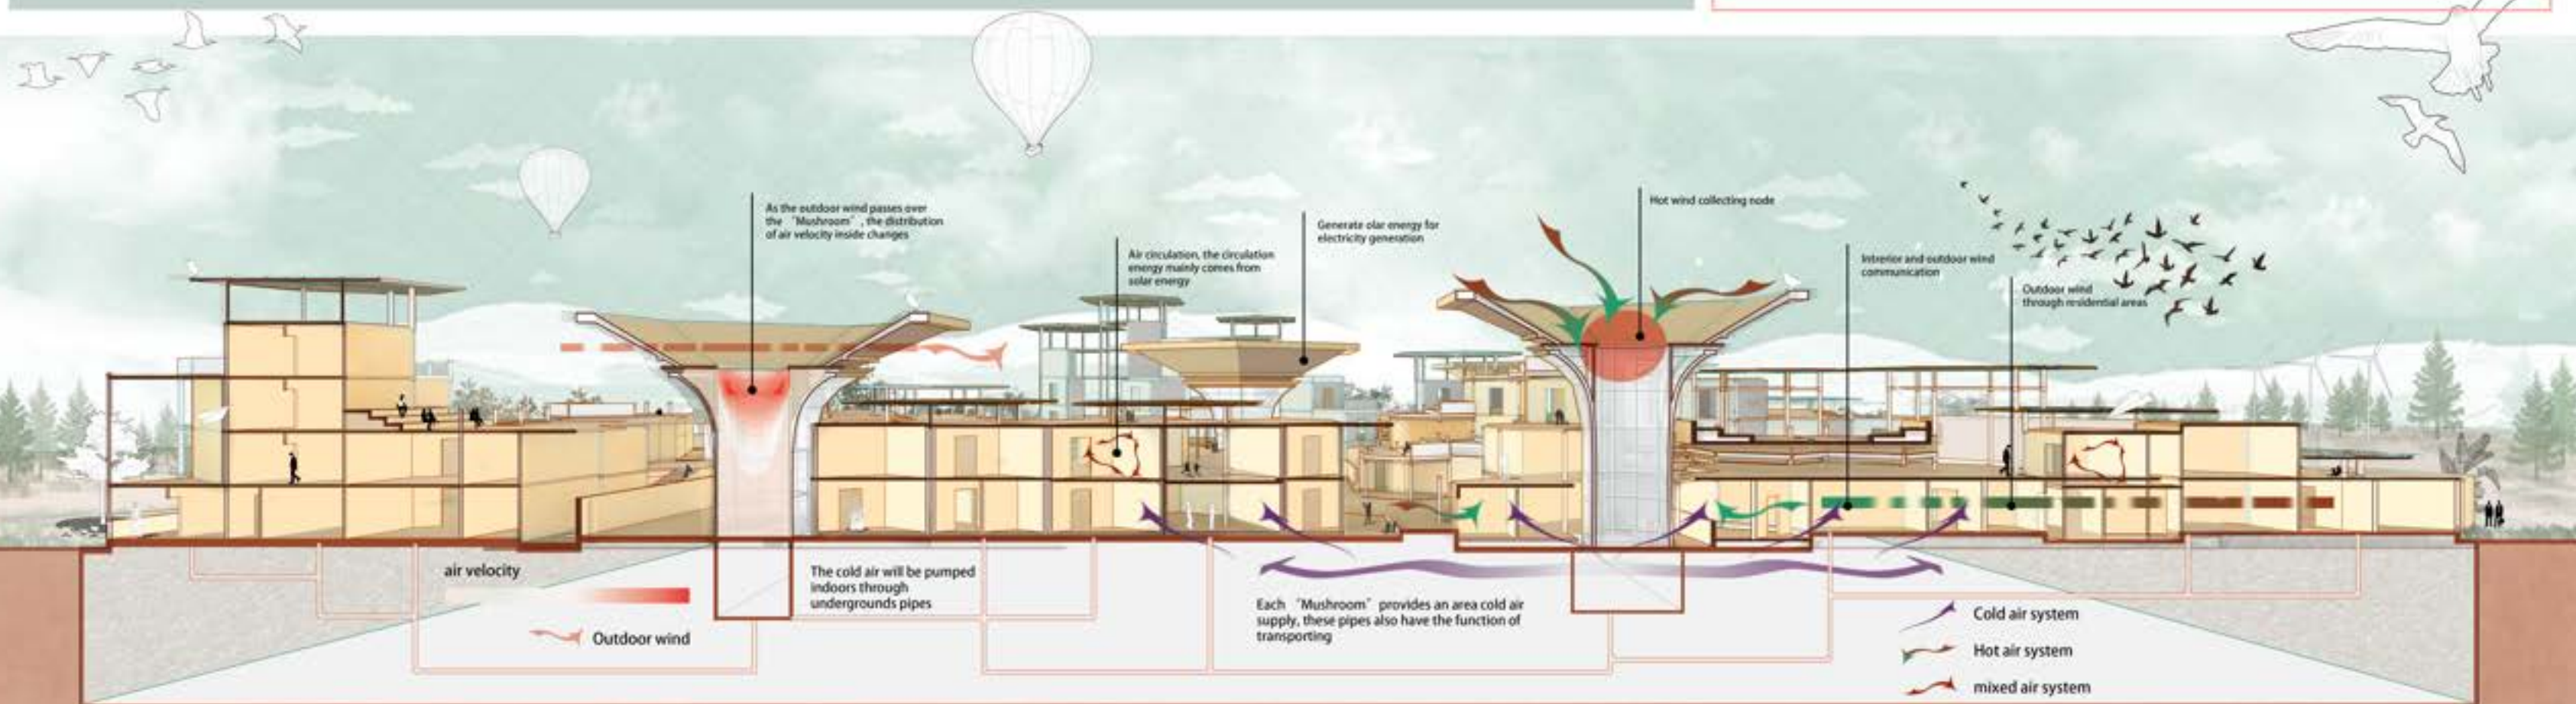 As the outdoor wind passes over
the "Mushroom", the distribution
of air velocity inside changes
Air circulation, the circulation
energy mainly comes from
solar energy
Generate olar energy for
electricity generation
Hot wind collecting node
Intrerior and outdoor wind
communication
Outdoor wind
through residential areas
air velocity
Outdoor wind
The cold air will be pumped
indoors through
undergrounds pipes
Each "Mushroom" provides an area cold air
supply, these pipes also have the function of
transporting
Cold air system
Hot air system
mixed air system